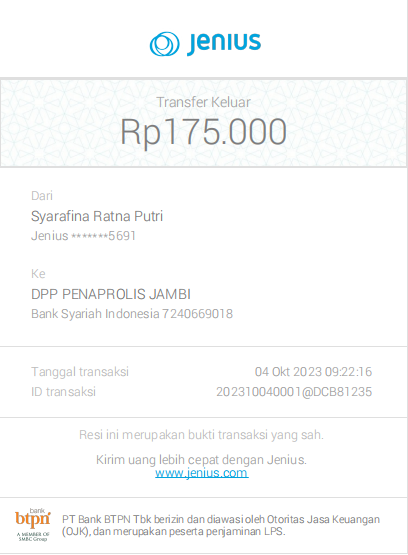 jenius
Transfer Keluar
Rp175.000
Dari
Syarafina Ratna Putri
Jenius *******5691
Ke
DPP PENAPROLIS JAMBI
Bank Syariah Indonesia 7240669018
Tanggal transaksi 04 Okt 2023 09:22:16
ID transaksi 202310040001@DCB81235
Resi ini merupakan bukti transaksi yang sah.
Kirim uang lebih cepat dengan Jenius.
www.jenius.com
bank
btpn
A MEMBER OF
SMBC Group
PT Bank BTPN Tbk berizin dan diawasi oleh Otoritas Jasa Keuangan
(OJK), dan merupakan peserta penjaminan LPS.